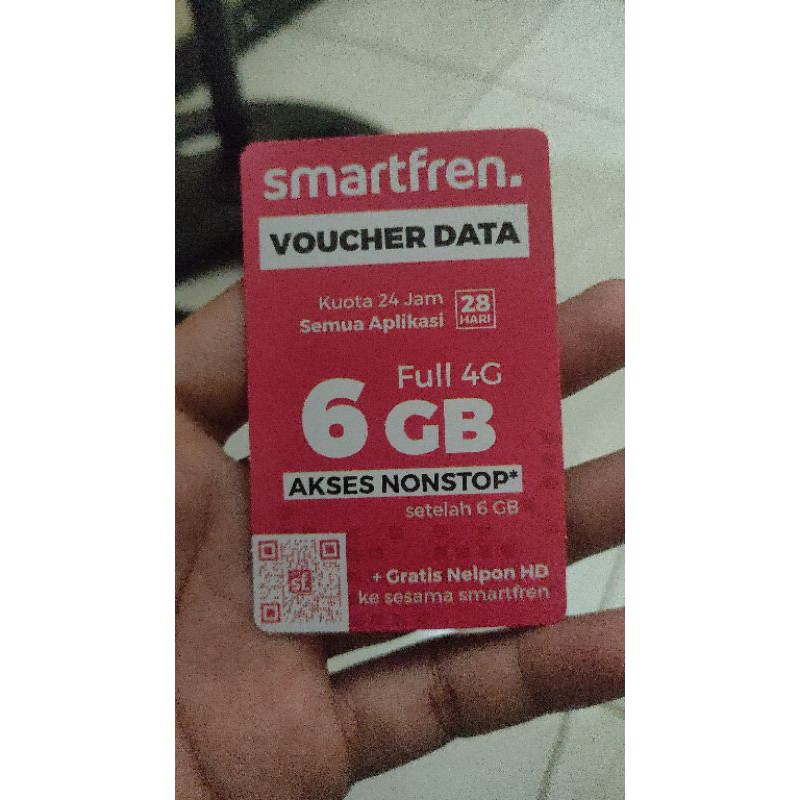 smartfren.
VOUCHER DATA
Kuota 24 Jam
Semua Aplikasi
28
HARI
Full 4G
6 GB
AKSES NONSTOP*
setelah 6 GB
sf.
+ Gratis Nelpon HD
ke sesama smartfren